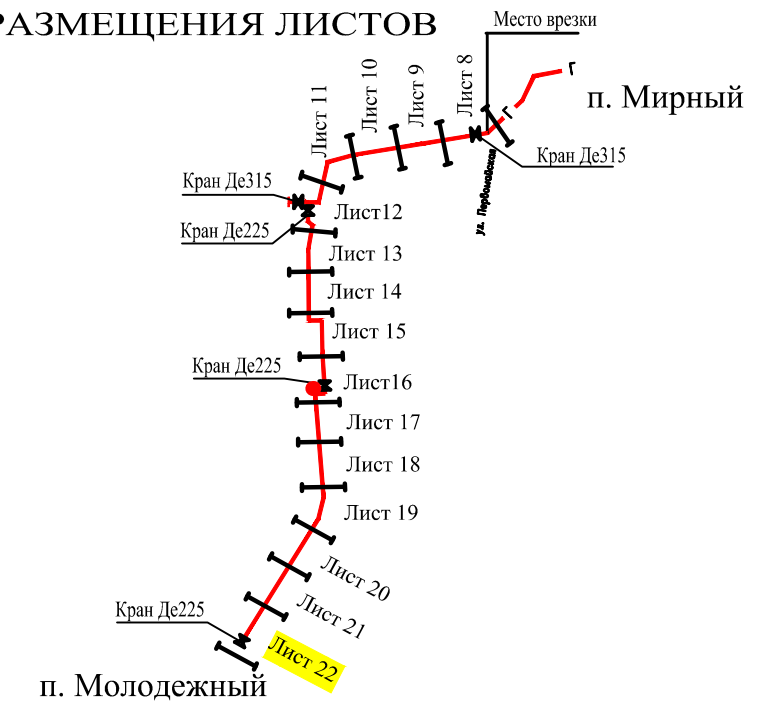 РАЗМЕЩЕНИЯ ЛИСТОВ
Место врезки
п. Мирный
Г
Г
Лист 8
Лист 9
Лист 10
Лист 11
Кран Де315
ул. Первомайская
Кран Де315
Лист12
Кран Де225
Лист 13
Лист 14
Лист 15
Кран Де225
Лист16
Лист 17
Лист 18
Лист 19
Лист 20
Лист 21
Кран Де225
Лист 22
п. Молодежный